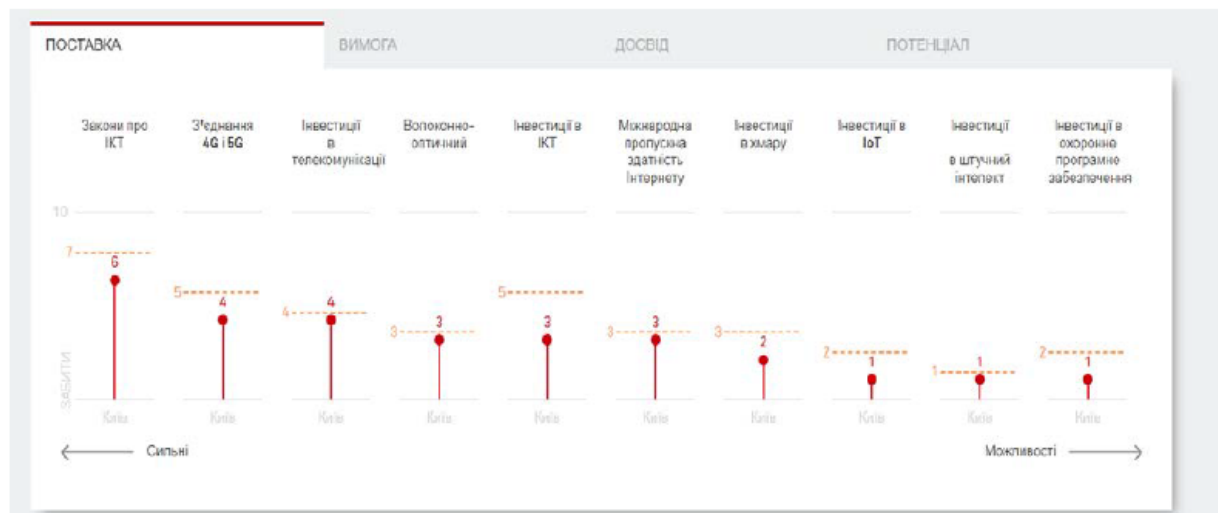 ПОСТАВКА ВИМОГА ДОСВІД ПОТЕНЦІАЛ
Закони про З'єднання Інвестиції Волоконно- Інвестиції в Міжнародна Інвестиції Інвестиції в Інвестиції Інвестиції в
ІКТ 4G і 5G в оптичний ІКТ пропускна в хмару IoT охоронне
телекомунікації здатність в штучний програмне
Інтернету інтелект забезпечення
10
7 6
5 4
4 4
3 3
5 3
3 3
3 2
2 1
1 1
2 1
ЗАБИТИ
Київ Київ Київ Київ Київ Київ Київ Київ Київ Київ
Сильні Можливості